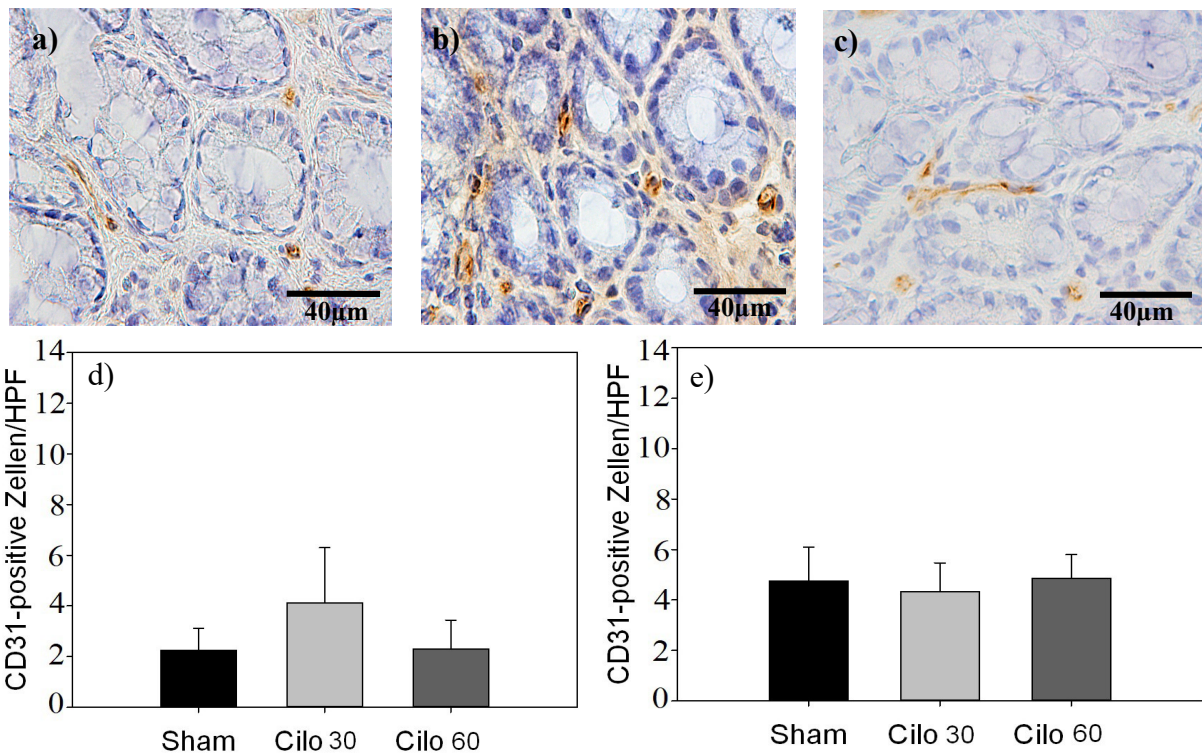 a)
40µm
b)
40µm
c)
40µm
d)
CD31-positive Zellen/HPF
14
12
10
8
6
4
2
0
Sham
Cilo 30
Cilo 60
e)
CD31-positive Zellen/HPF
14
12
10
8
6
4
2
0
Sham
Cilo 30
Cilo 60